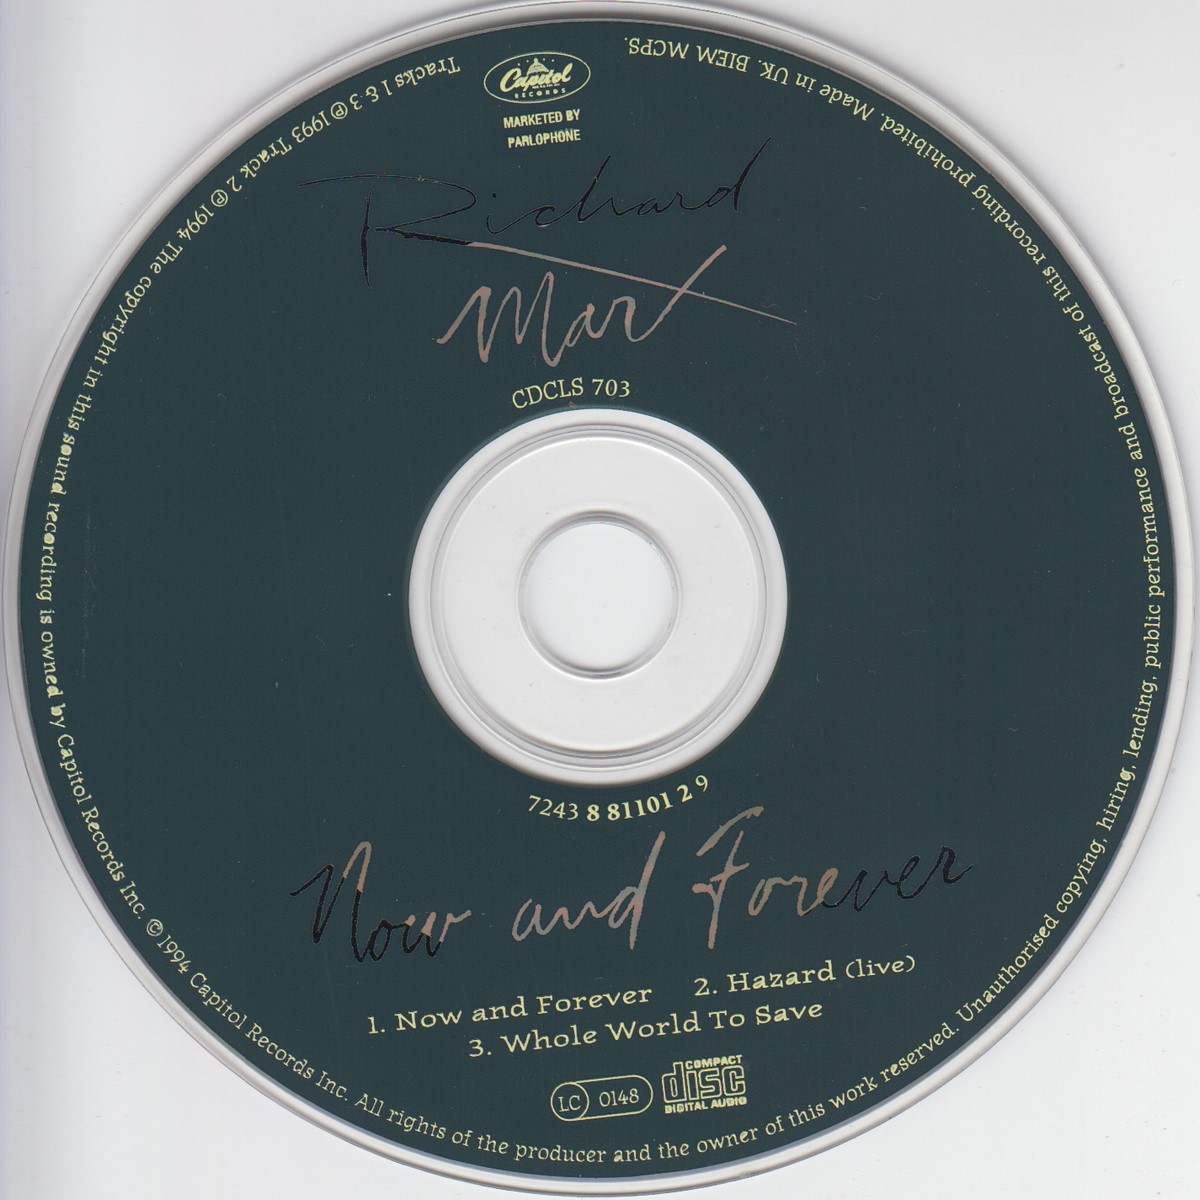 Capitol
RECORDS
MARKETED BY
PARLOPHONE
Richard
Marx
CDCLS 703
7243 8 81101 2 9
Now and Forever
1. Now and Forever 2. Hazard (live)
3. Whole World To Save
LC 0148
COMPACT
disc
DIGITAL AUDIO
Tracks 1 & 3 ℗ 1993 Track 2 ℗ 1994 The copyright in this sound recording is owned by Capitol Records Inc. © 1994 Capitol Records Inc. All rights of the producer and the owner of this work reserved. Unauthorised copying, hiring, lending, public performance and broadcast of this recording prohibited. Made in UK. BIEM MCPS.